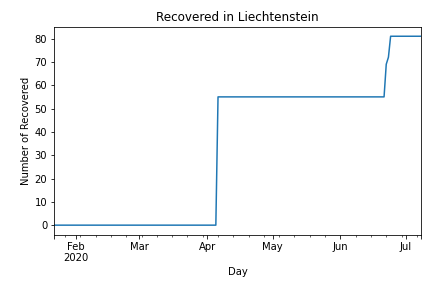 Recovered in Liechtenstein
Number of Recovered
80
70
60
50
40
30
20
10
0
Feb
2020
Mar
Apr
May
Jun
Jul
Day